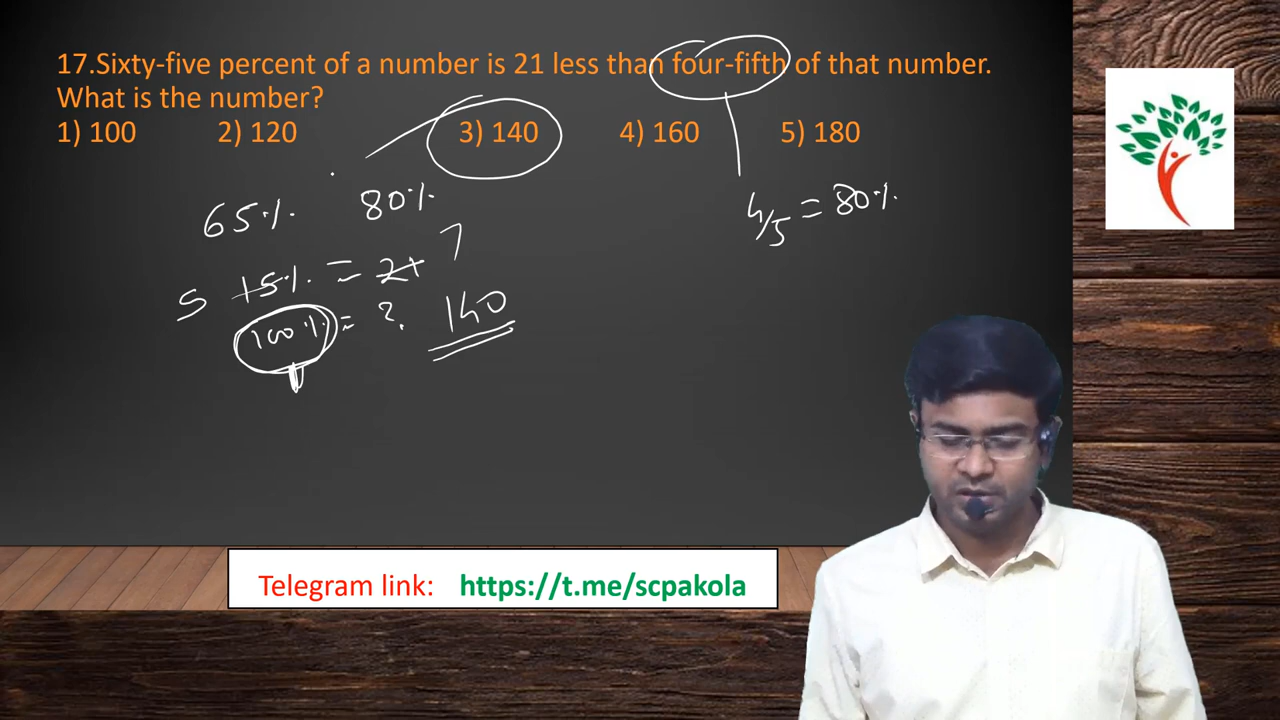 17.Sixty-five percent of a number is 21 less than four-fifth of that number.
What is the number?
1) 100 2) 120 3) 140 4) 160 5) 180
65% 80%
4/5 = 80%
5 15% = 21 7
100% = ? 140
Telegram link: https://t.me/scpakola